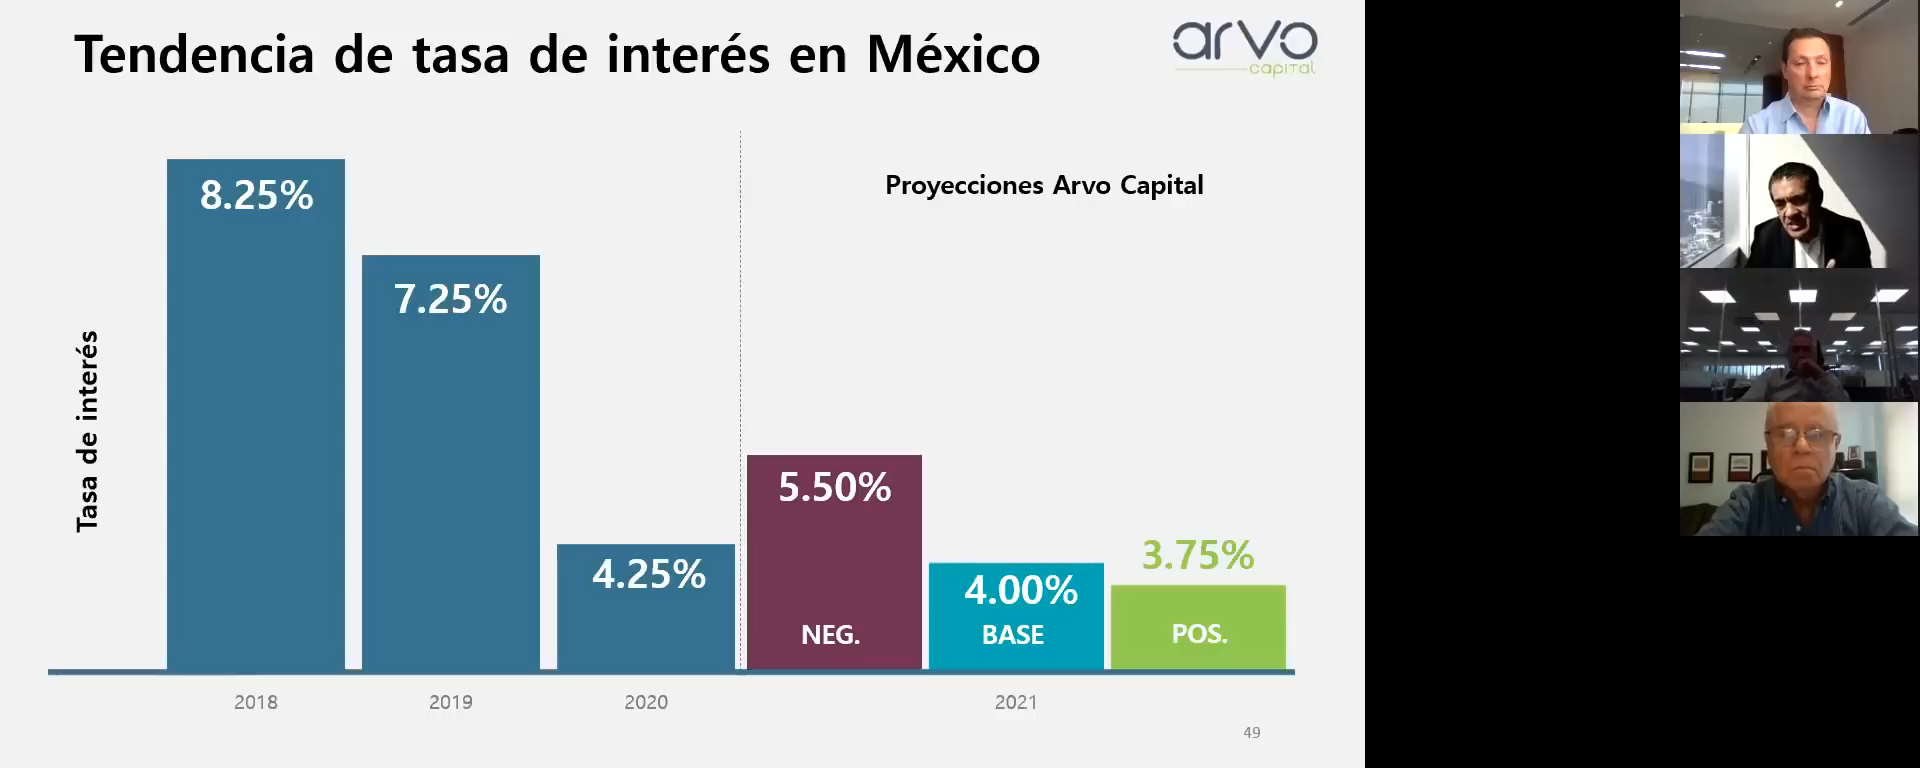 Tendencia de tasa de interés en México
arvo
capital
Proyecciones Arvo Capital
Tasa de interés
8.25%
7.25%
4.25%
5.50%
NEG.
4.00%
BASE
3.75%
POS.
2018
2019
2020
2021
49